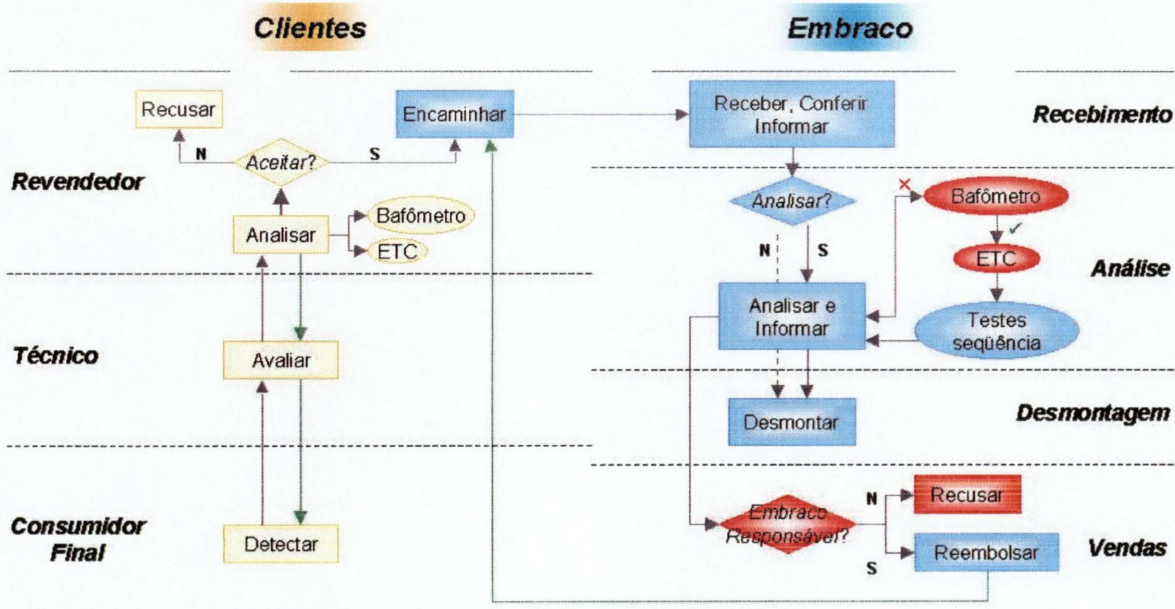 Clientes
Embraco
Recusar
Encaminhar
Receber, Conferir
Informar
Recebimento
N
Aceitar?
S
Revendedor
Analisar
Bafômetro
ETC
Analisar?
N
S
Bafômetro
ETC
Análise
Analisar e
Informar
Testes
seqüência
Técnico
Avaliar
Desmontar
Desmontagem
Consumidor
Final
Detectar
Embraco
Responsável?
N
Recusar
S
Reembolsar
Vendas